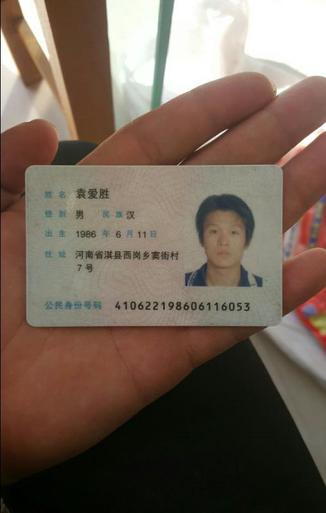 姓名 袁爱胜
性别 男 民族 汉
出生 1986 年 6 月 11 日
住址 河南省淇县西岗乡窦街村
7号
公民身份号码 410622198606116053